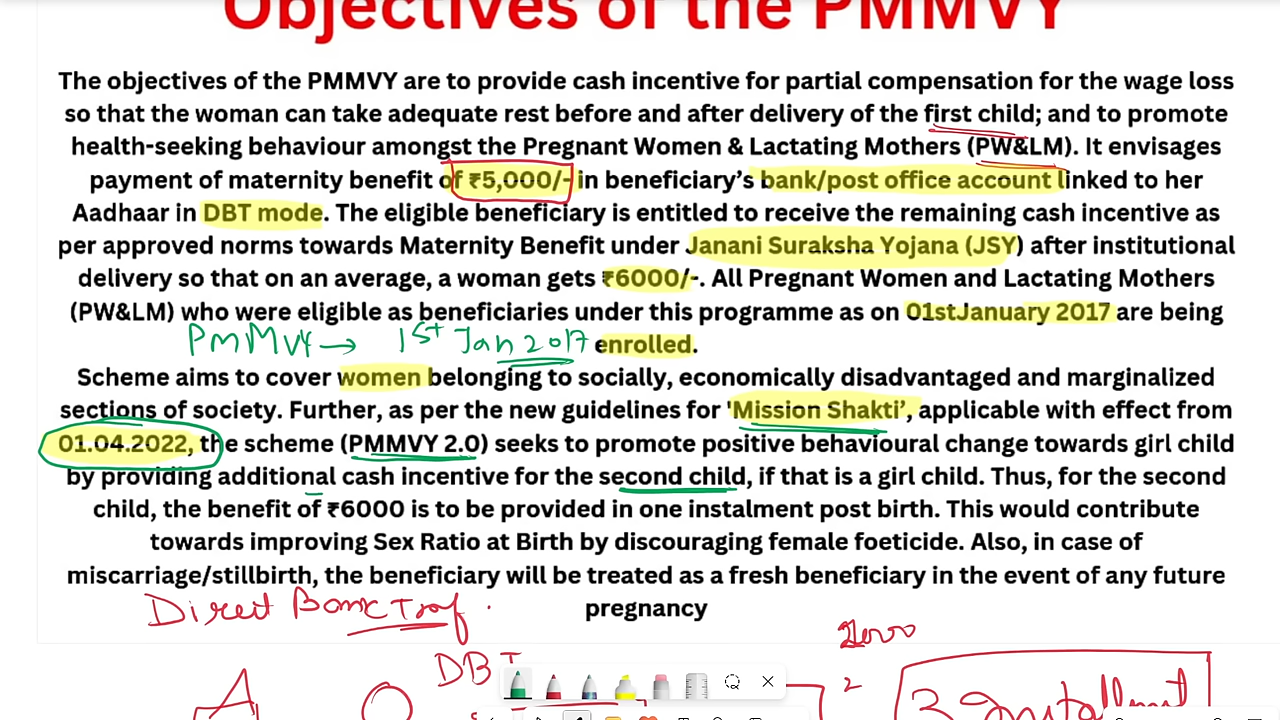 Objectives of the PMMVY
The objectives of the PMMVY are to provide cash incentive for partial compensation for the wage loss
so that the woman can take adequate rest before and after delivery of the first child; and to promote
health-seeking behaviour amongst the Pregnant Women & Lactating Mothers (PW&LM). It envisages
payment of maternity benefit of ₹5,000/- in beneficiary’s bank/post office account linked to her
Aadhaar in DBT mode. The eligible beneficiary is entitled to receive the remaining cash incentive as
per approved norms towards Maternity Benefit under Janani Suraksha Yojana (JSY) after institutional
delivery so that on an average, a woman gets ₹6000/-. All Pregnant Women and Lactating Mothers
(PW&LM) who were eligible as beneficiaries under this programme as on 01stJanuary 2017 are being
PMMVY → 1st Jan 2017 enrolled.
Scheme aims to cover women belonging to socially, economically disadvantaged and marginalized
sections of society. Further, as per the new guidelines for 'Mission Shakti’, applicable with effect from
01.04.2022, the scheme (PMMVY 2.0) seeks to promote positive behavioural change towards girl child
by providing additional cash incentive for the second child, if that is a girl child. Thus, for the second
child, the benefit of ₹6000 is to be provided in one instalment post birth. This would contribute
towards improving Sex Ratio at Birth by discouraging female foeticide. Also, in case of
miscarriage/stillbirth, the beneficiary will be treated as a fresh beneficiary in the event of any future
pregnancy
Direct Bank
DBT
A
3 Installment